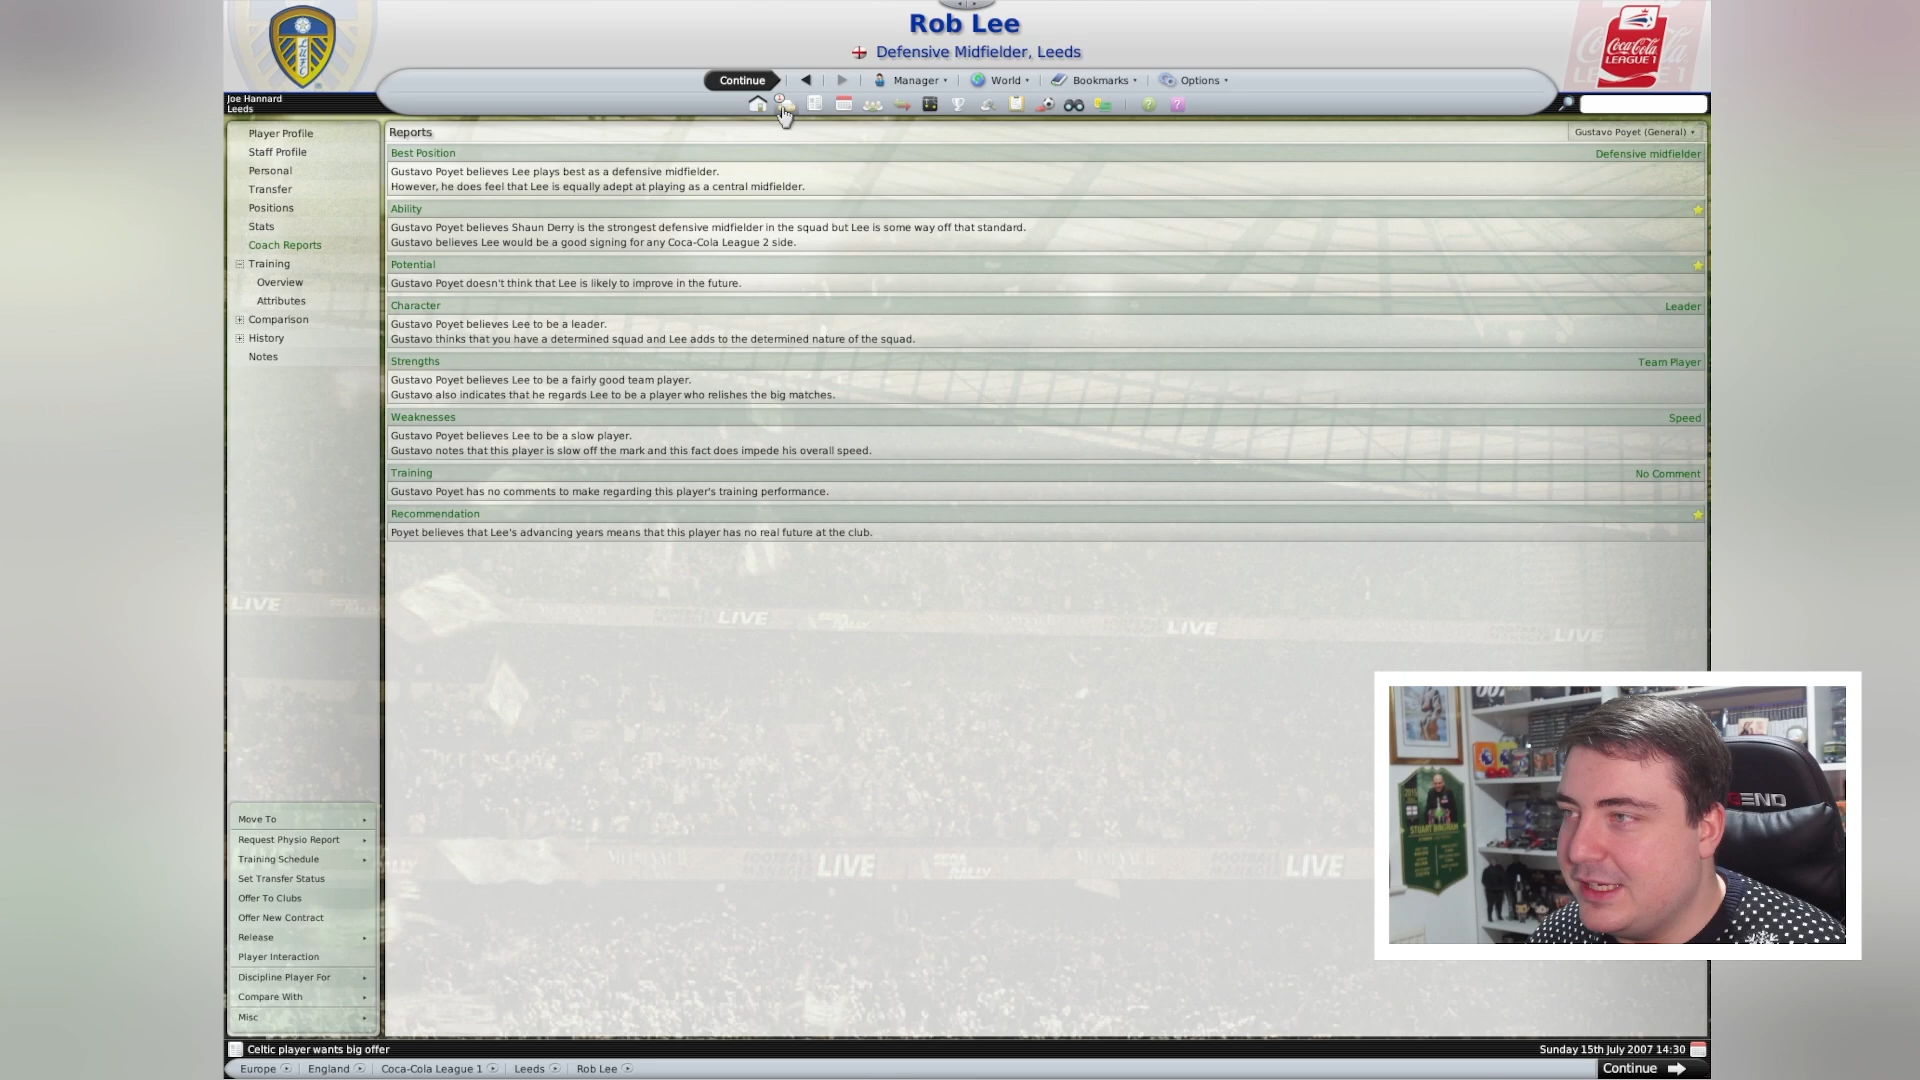 Rob Lee
Defensive Midfielder, Leeds
Coca-Cola
LEAGUE 1
Continue
Manager
World
Bookmarks
Options
Joe Hannard
Leeds
Player Profile
Staff Profile
Personal
Transfer
Positions
Stats
Coach Reports
Training
Overview
Attributes
Comparison
History
Notes
Reports
Gustavo Poyet (General)
Best Position
Defensive midfielder
Gustavo Poyet believes Lee plays best as a defensive midfielder.
However, he does feel that Lee is equally adept at playing as a central midfielder.
Ability
Gustavo Poyet believes Shaun Derry is the strongest defensive midfielder in the squad but Lee is some way off that standard.
Gustavo believes Lee would be a good signing for any Coca-Cola League 2 side.
Potential
Gustavo Poyet doesn't think that Lee is likely to improve in the future.
Character
Leader
Gustavo Poyet believes Lee to be a leader.
Gustavo thinks that you have a determined squad and Lee adds to the determined nature of the squad.
Strengths
Team Player
Gustavo Poyet believes Lee to be a fairly good team player.
Gustavo also indicates that he regards Lee to be a player who relishes the big matches.
Weaknesses
Speed
Gustavo Poyet believes Lee to be a slow player.
Gustavo notes that this player is slow off the mark and this fact does impede his overall speed.
Training
No Comment
Gustavo Poyet has no comments to make regarding this player's training performance.
Recommendation
Poyet believes that Lee's advancing years means that this player has no real future at the club.
LIVE
LIVE
LIVE
LIVE
LIVE
LIVE
Move To
Request Physio Report
Training Schedule
Set Transfer Status
Offer To Clubs
Offer New Contract
Release
Player Interaction
Discipline Player For
Compare With
Misc
STUART BINGHAM
END
Celtic player wants big offer
Sunday 15th July 2007 14:30
Europe
England
Coca-Cola League 1
Leeds
Rob Lee
Continue